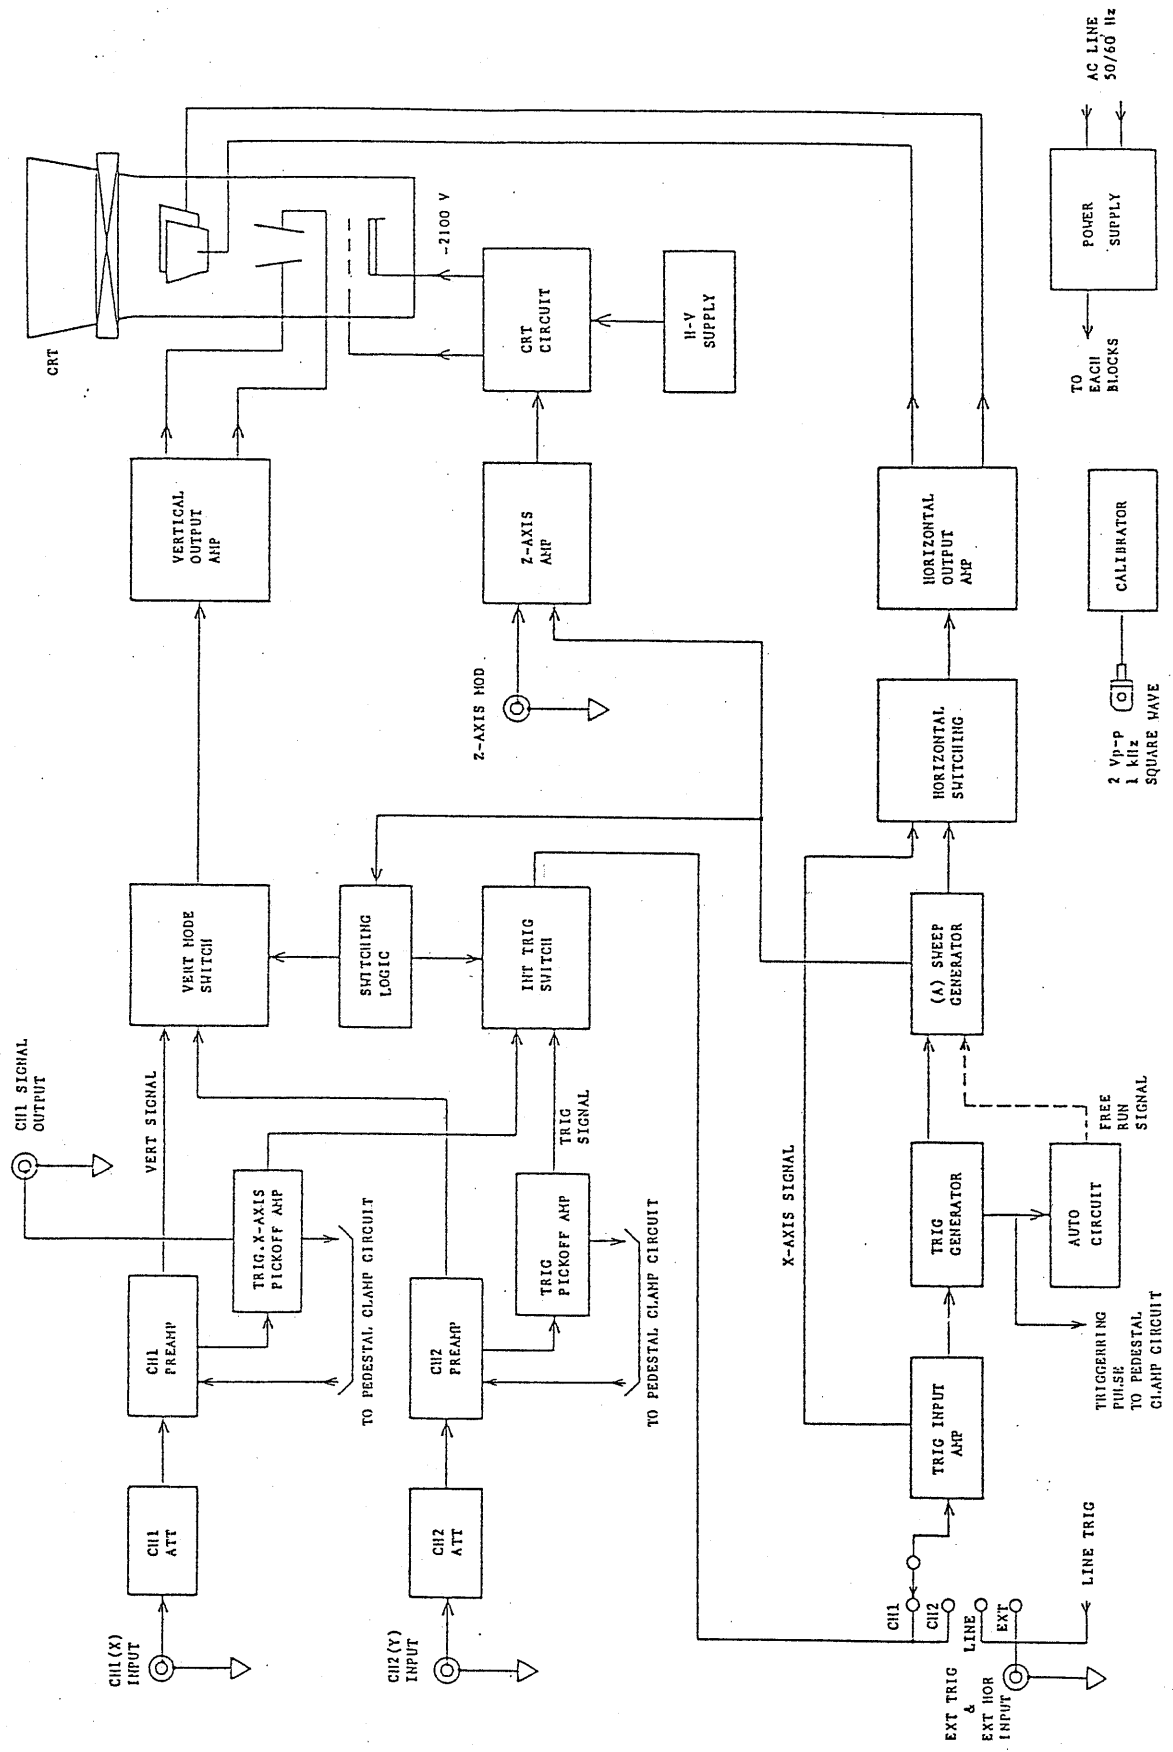 CH1 SIGNAL
OUTPUT
CRT
CH1(X)
INPUT
CH1
ATT
CH1
PREAMP
VERT SIGNAL
VERT MODE
SWITCH
VERTICAL
OUTPUT
AMP
TRIG.X-AXIS
PICKOFF AMP
TO PEDESTAL CLAMP CIRCUIT
SWITCHING
LOGIC
-2100 V
CH2(Y)
INPUT
CH2
ATT
CH2
PREAMP
TRIG
PICKOFF AMP
TRIG
SIGNAL
TO PEDESTAL CLAMP CIRCUIT
INT TRIG
SWITCH
Z-AXIS MOD
Z-AXIS
AMP
CRT
CIRCUIT
H-V
SUPPLY
X-AXIS SIGNAL
CH1
CH2
LINE
EXT
EXT TRIG
&
EXT HOR
INPUT
LINE TRIG
TRIG INPUT
AMP
TRIG
GENERATOR
(A) SWEEP
GENERATOR
HORIZONTAL
SWITCHING
HORIZONTAL
OUTPUT
AMP
AUTO
CIRCUIT
FREE
RUN
SIGNAL
TRIGGERRING
PULSE
TO PEDESTAL
CLAMP CIRCUIT
2 Vp-p
1 kHz
SQUARE WAVE
CALIBRATOR
TO
EACH
BLOCKS
POWER
SUPPLY
AC LINE
50/60 Hz